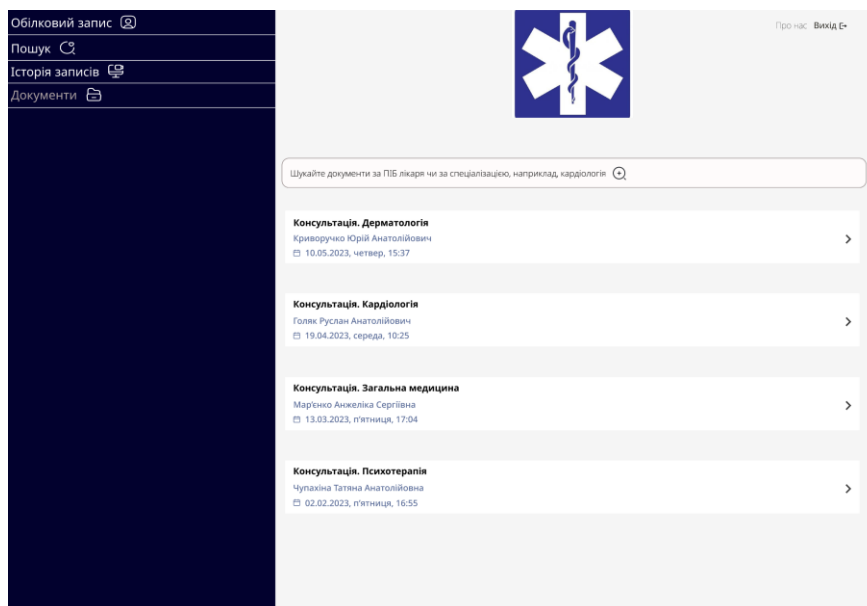 Обліковий запис
Пошук
Історія записів
Документи
Про нас Вихід
Шукайте документи за ПІБ лікаря чи за спеціалізацією, наприклад, кардіологія
Консультація. Дерматологія
Криворучко Юрій Анатолійович
10.05.2023, четвер, 15:37
Консультація. Кардіологія
Голяк Руслан Анатолійович
19.04.2023, середа, 10:25
Консультація. Загальна медицина
Мар'єнко Анжеліка Сергіївна
13.03.2023, п'ятниця, 17:04
Консультація. Психотерапія
Чупахіна Татяна Анатоліївна
02.02.2023, п'ятниця, 16:55